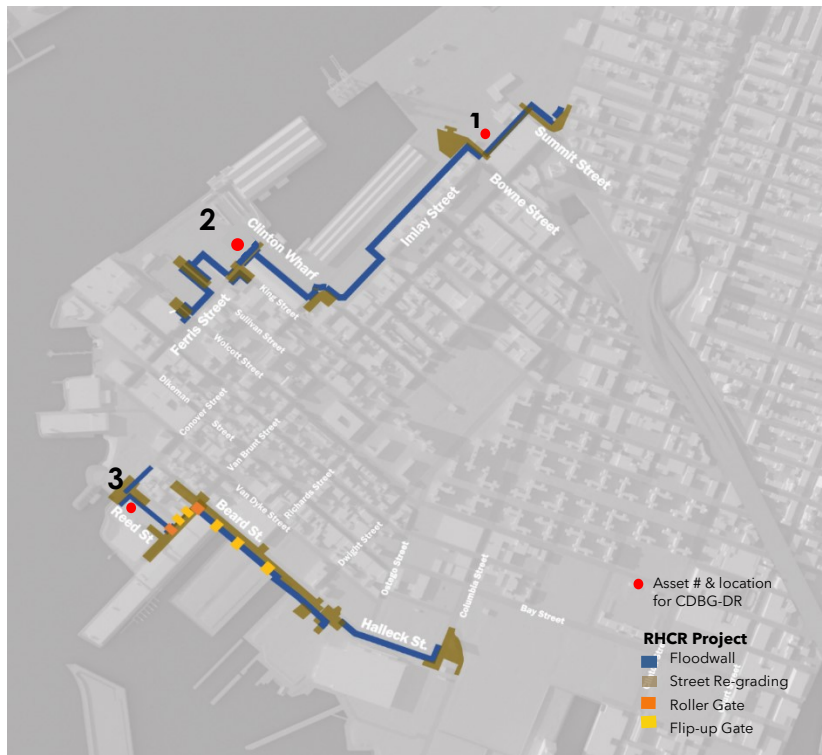 1
Summit Street
Bowne Street
Imlay Street
2
Clinton Wharf
King Street
Sullivan Street
Ferris Street
Wolcott Street
Dikeman
Street
Conover Street
Van Brunt Street
3
Reed St
Beard St.
Van Dyke Street
Richards Street
Dwight Street
Ostego Street
Columbia Street
Bay Street
Halleck St.
Asset # & location
for CDBG-DR
RHCR Project
Floodwall
Street Re-grading
Roller Gate
Flip-up Gate